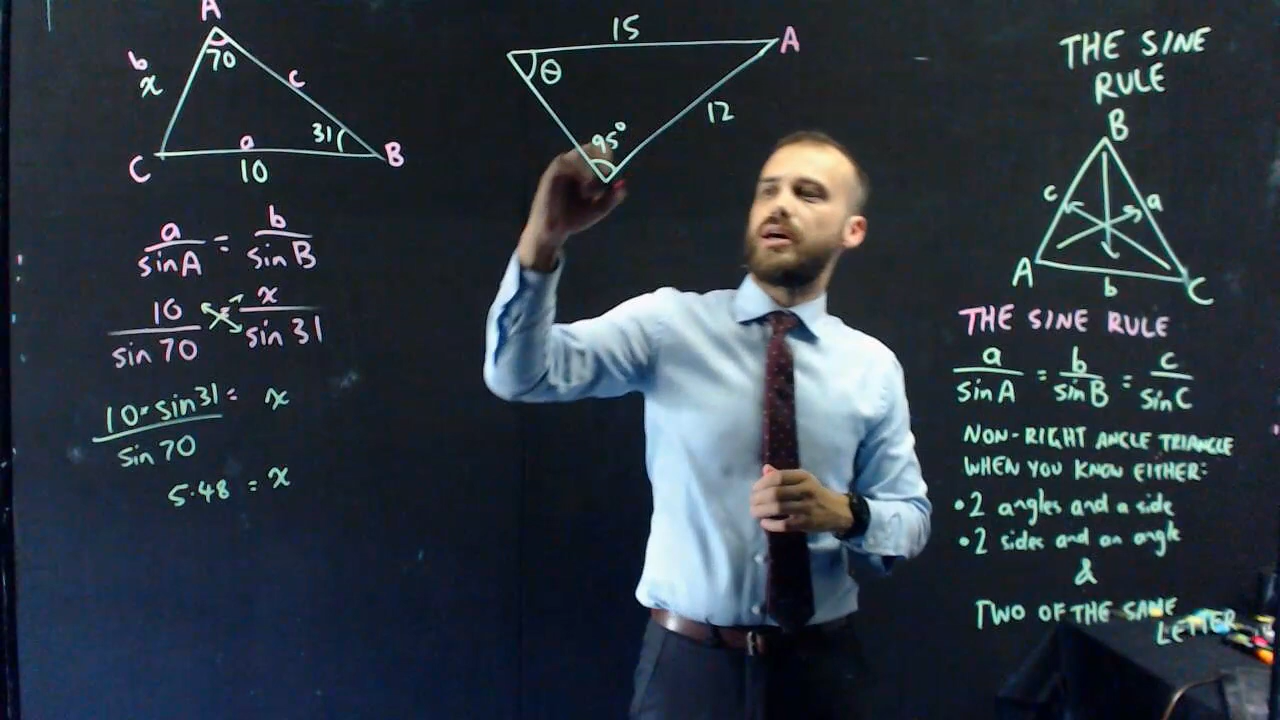 A
70
b
x
c
31
a
C
B
10
a/sinA = b/sinB
10/sin 70 = x/sin 31
10·sin31/sin 70 = x
5.48 = x
15
A
θ
12
95°
THE SINE
RULE
B
c
a
A
b
C
THE SINE RULE
a/sinA = b/sinB = c/sinC
NON-RIGHT ANGLE TRIANGLE
WHEN YOU KNOW EITHER:
•2 angles and a side
•2 sides and an angle
&
TWO OF THE SAME
LETTER